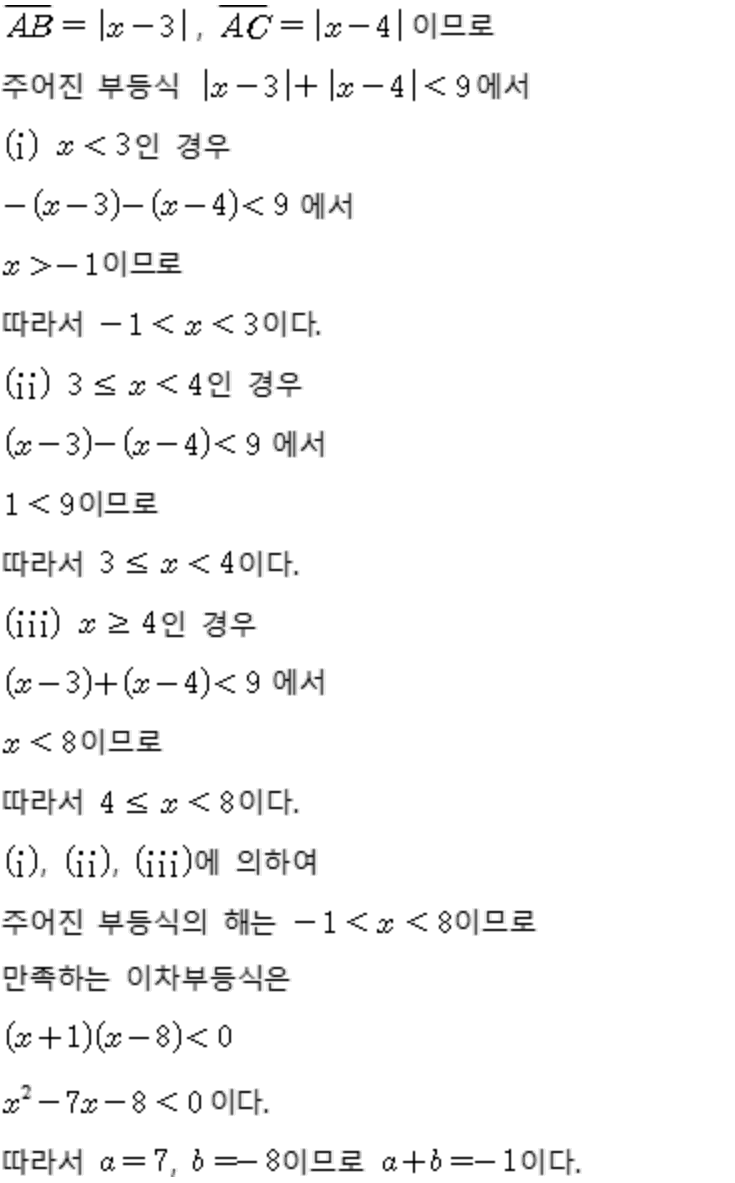 AB̅ = |x−3|, AC̅ = |x−4| 이므로
주어진 부등식 |x−3|+|x−4|<9에서
(i) x<3인 경우
−(x−3)−(x−4)<9 에서
x>−1이므로
따라서 −1<x<3이다.
(ii) 3≤x<4인 경우
(x−3)−(x−4)<9 에서
1<9이므로
따라서 3≤x<4이다.
(iii) x≥4인 경우
(x−3)+(x−4)<9 에서
x<8이므로
따라서 4≤x<8이다.
(i), (ii), (iii)에 의하여
주어진 부등식의 해는 −1<x<8이므로
만족하는 이차부등식은
(x+1)(x−8)<0
x²−7x−8<0 이다.
따라서 a=7, b=−8이므로 a+b=−1이다.